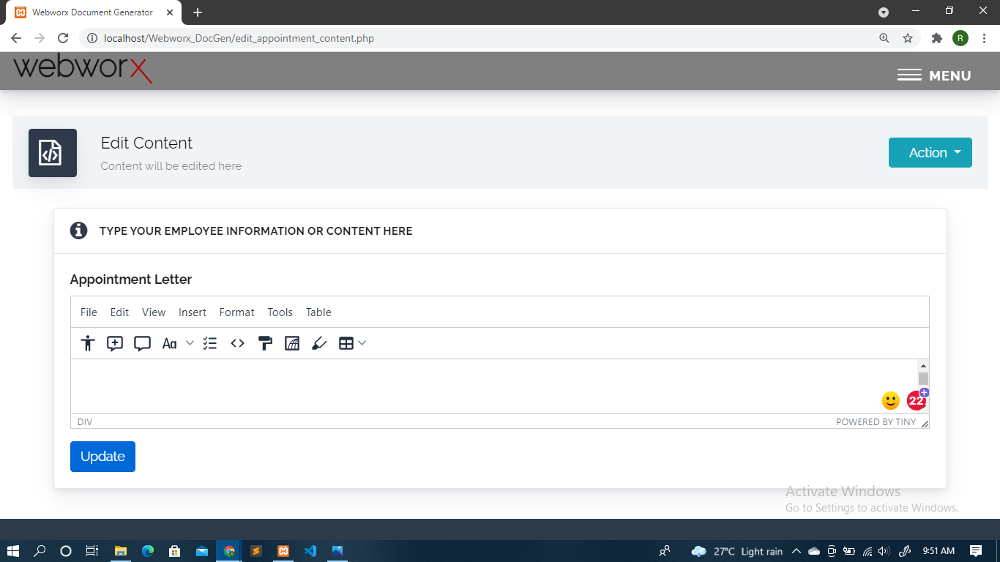 Webworx Document Generator
localhost/Webworx_DocGen/edit_appointment_content.php
R
webworx
MENU
Edit Content
Content will be edited here
Action
TYPE YOUR EMPLOYEE INFORMATION OR CONTENT HERE
Appointment Letter
File Edit View Insert Format Tools Table
Aa
22
DIV
POWERED BY TINY
Update
Activate Windows
Go to Settings to activate Windows.
27°C Light rain
9:51 AM